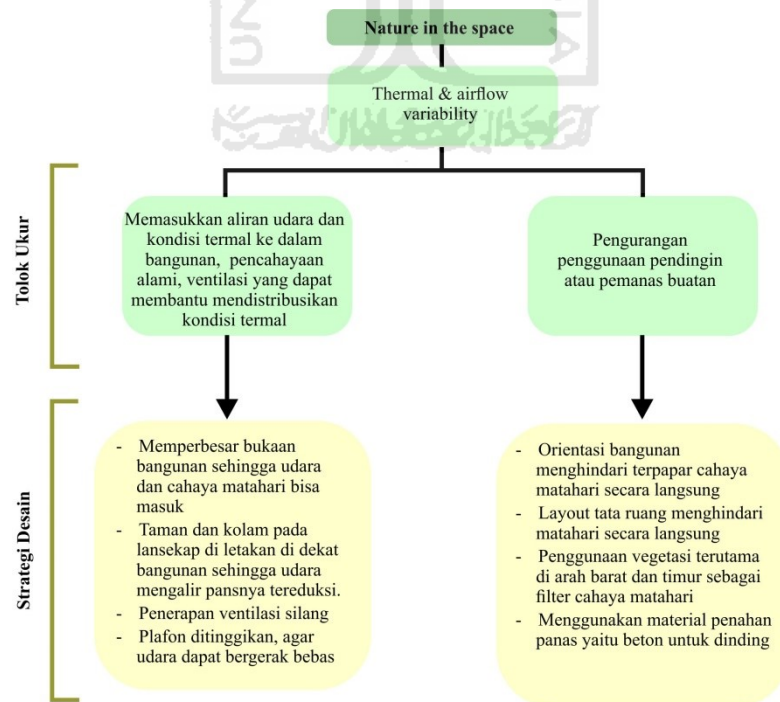 Nature in the space
Thermal & airflow
variability
Tolok Ukur
Memasukkan aliran udara dan
kondisi termal ke dalam
bangunan, pencahayaan
alami, ventilasi yang dapat
membantu mendistribusikan
kondisi termal
Pengurangan
penggunaan pendingin
atau pemanas buatan
Strategi Desain
- Memperbesar bukaan
bangunan sehingga udara
dan cahaya matahari bisa
masuk
- Taman dan kolam pada
lansekap di letakan di dekat
bangunan sehingga udara
mengalir pansnya tereduksi.
- Penerapan ventilasi silang
- Plafon ditinggikan, agar
udara dapat bergerak bebas
- Orientasi bangunan
menghindari terpapar cahaya
matahari secara langsung
- Layout tata ruang menghindari
matahari secara langsung
- Penggunaan vegetasi terutama
di arah barat dan timur sebagai
filter cahaya matahari
- Menggunakan material penahan
panas yaitu beton untuk dinding